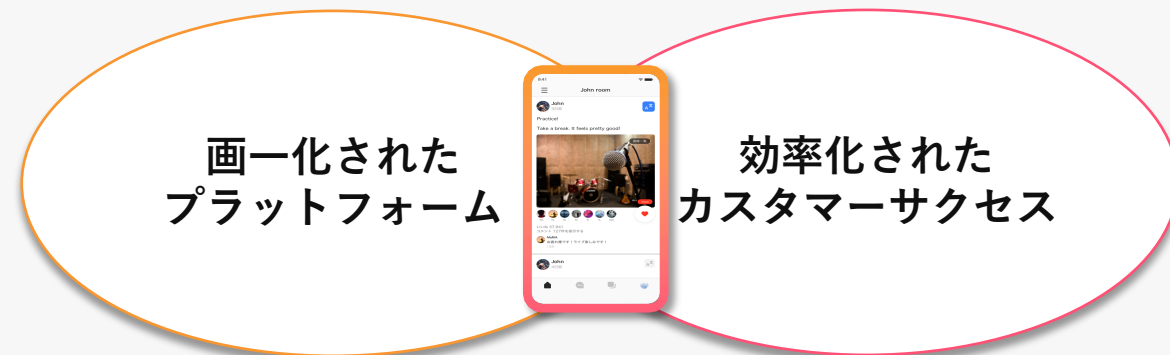 画一化された
プラットフォーム
9:41
John room
John
Practice!
Take a break. It feels pretty good!
John
効率化された
カスタマーサクセス